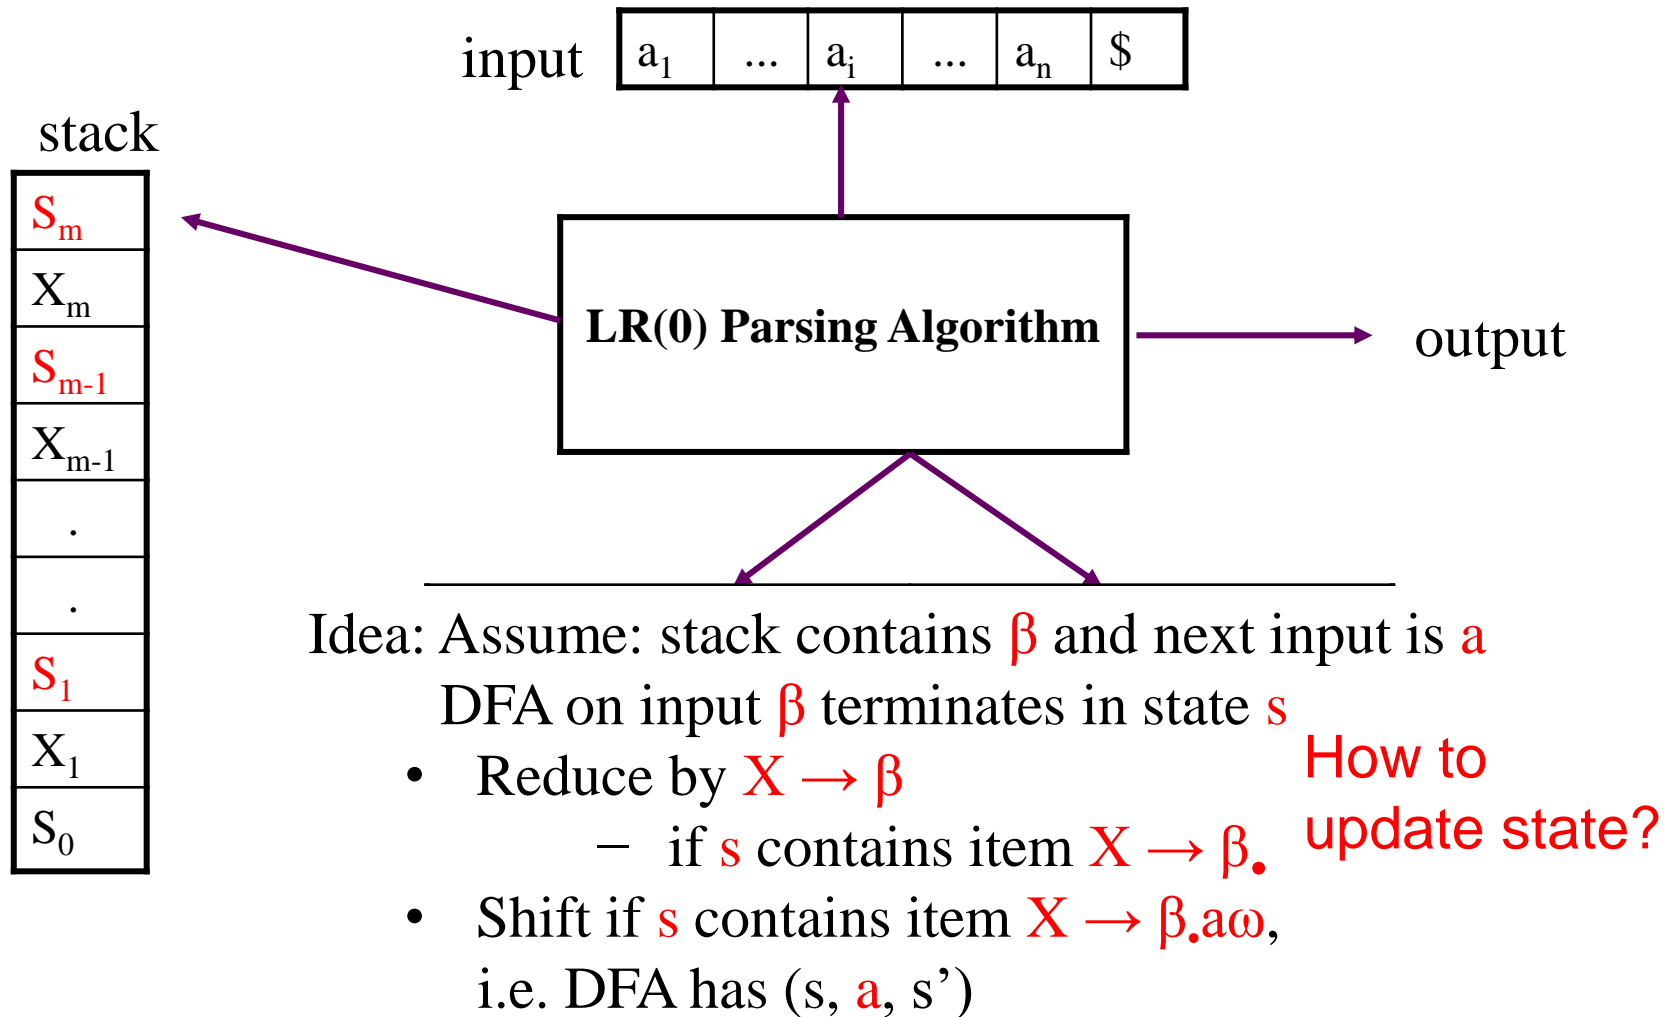 input a₁ ... aᵢ ... aₙ $
stack
Sₘ
Xₘ
Sₘ₋₁
Xₘ₋₁
.
.
S₁
X₁
S₀
LR(0) Parsing Algorithm
output
Idea: Assume: stack contains β and next input is a
DFA on input β terminates in state s
• Reduce by X → β
– if s contains item X → β.
• Shift if s contains item X → β.aω,
i.e. DFA has (s, a, s’)
How to
update state?